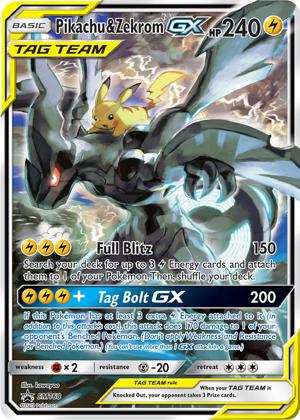 BASIC
Pikachu&Zekrom GX HP 240
TAG TEAM
Full Blitz 150
Search your deck for up to 3 Energy cards and attach
them to 1 of your Pokémon. Then, shuffle your deck.
+ Tag Bolt GX 200
If this Pokémon has at least 3 extra Energy attached to it (in
addition to this attack's cost), this attack does 170 damage to 1 of your
opponent's Benched Pokémon. (Don't apply Weakness and Resistance
for Benched Pokémon.) (You can't use more than 1 GX attack in a game.)
weakness ×2 resistance -20 retreat
TAG TEAM rule
When your TAG TEAM is
Knocked Out, your opponent takes 3 Prize cards.
Illus.
SM168